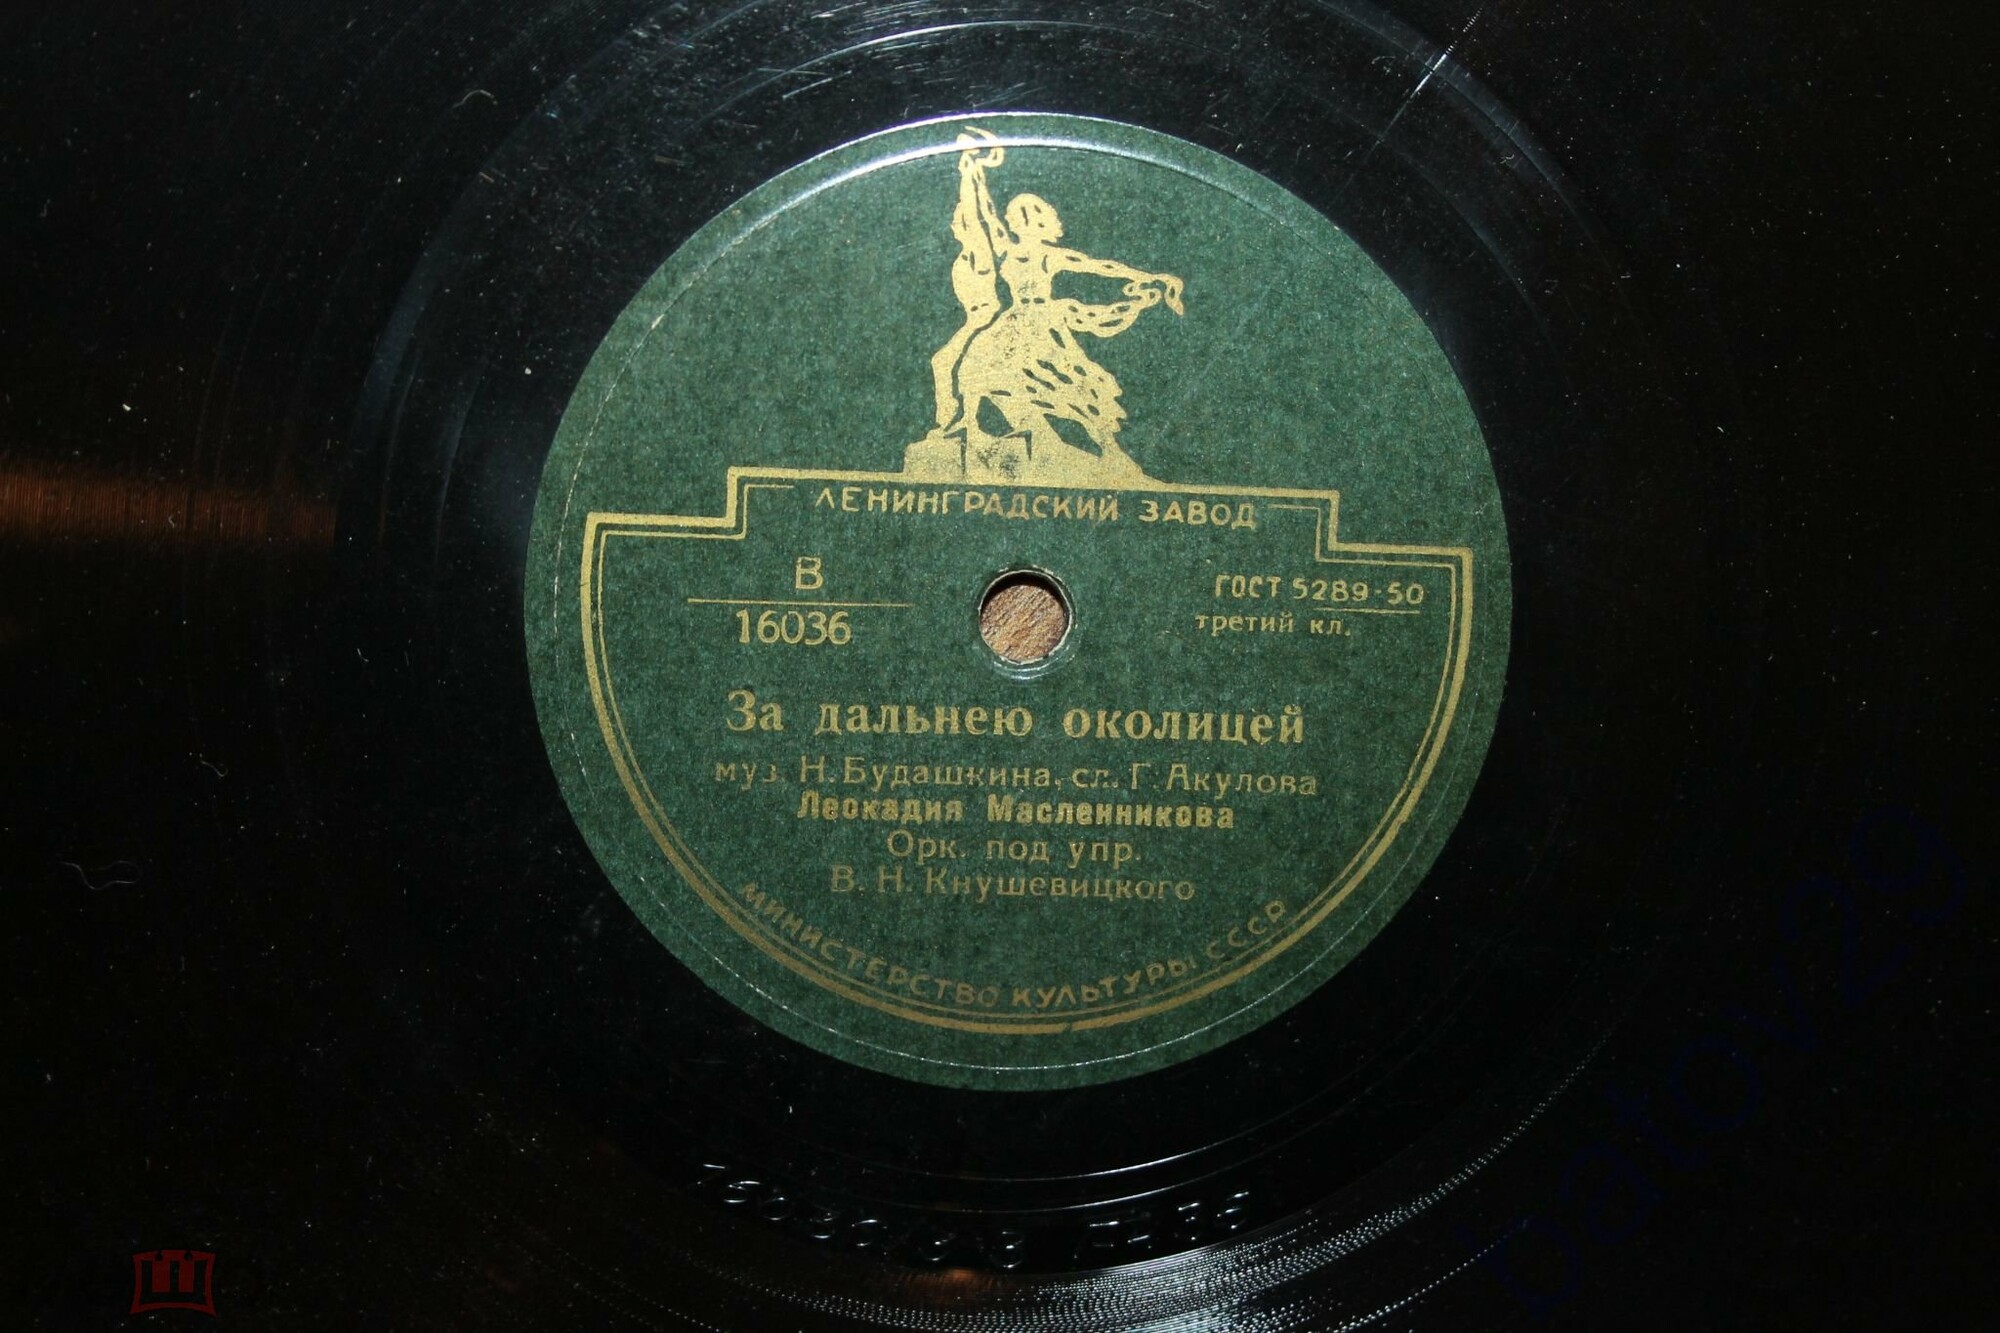 ЛЕНИНГРАДСКИЙ ЗАВОД
В
16036
ГОСТ 5289-50
третий кл.
За дальнею околицей
муз. Н. Будашкина, сл. Г. Акулова
Леокадия Масленникова
Орк. под упр.
В. Н. Кнушевицкого
МИНИСТЕРСТВО КУЛЬТУРЫ СССР